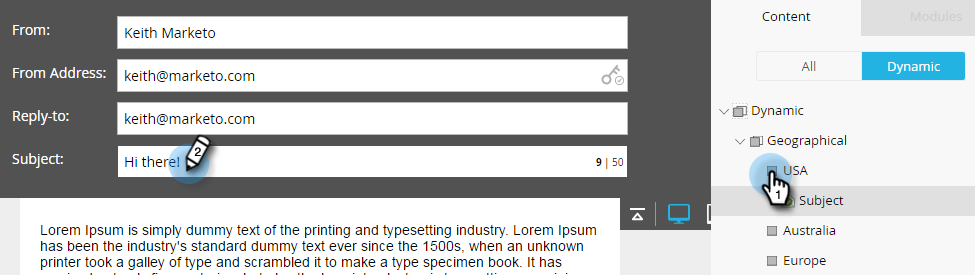 Content
Modules
From:
Keith Marketo
From Address:
keith@marketo.com
Reply-to:
keith@marketo.com
Subject:
Hi there!
2
9 | 50
All
Dynamic
Dynamic
Geographical
USA
1
Subject
Australia
Europe
Lorem Ipsum is simply dummy text of the printing and typesetting industry. Lorem Ipsum
has been the industry's standard dummy text ever since the 1500s, when an unknown
printer took a galley of type and scrambled it to make a type specimen book. It has